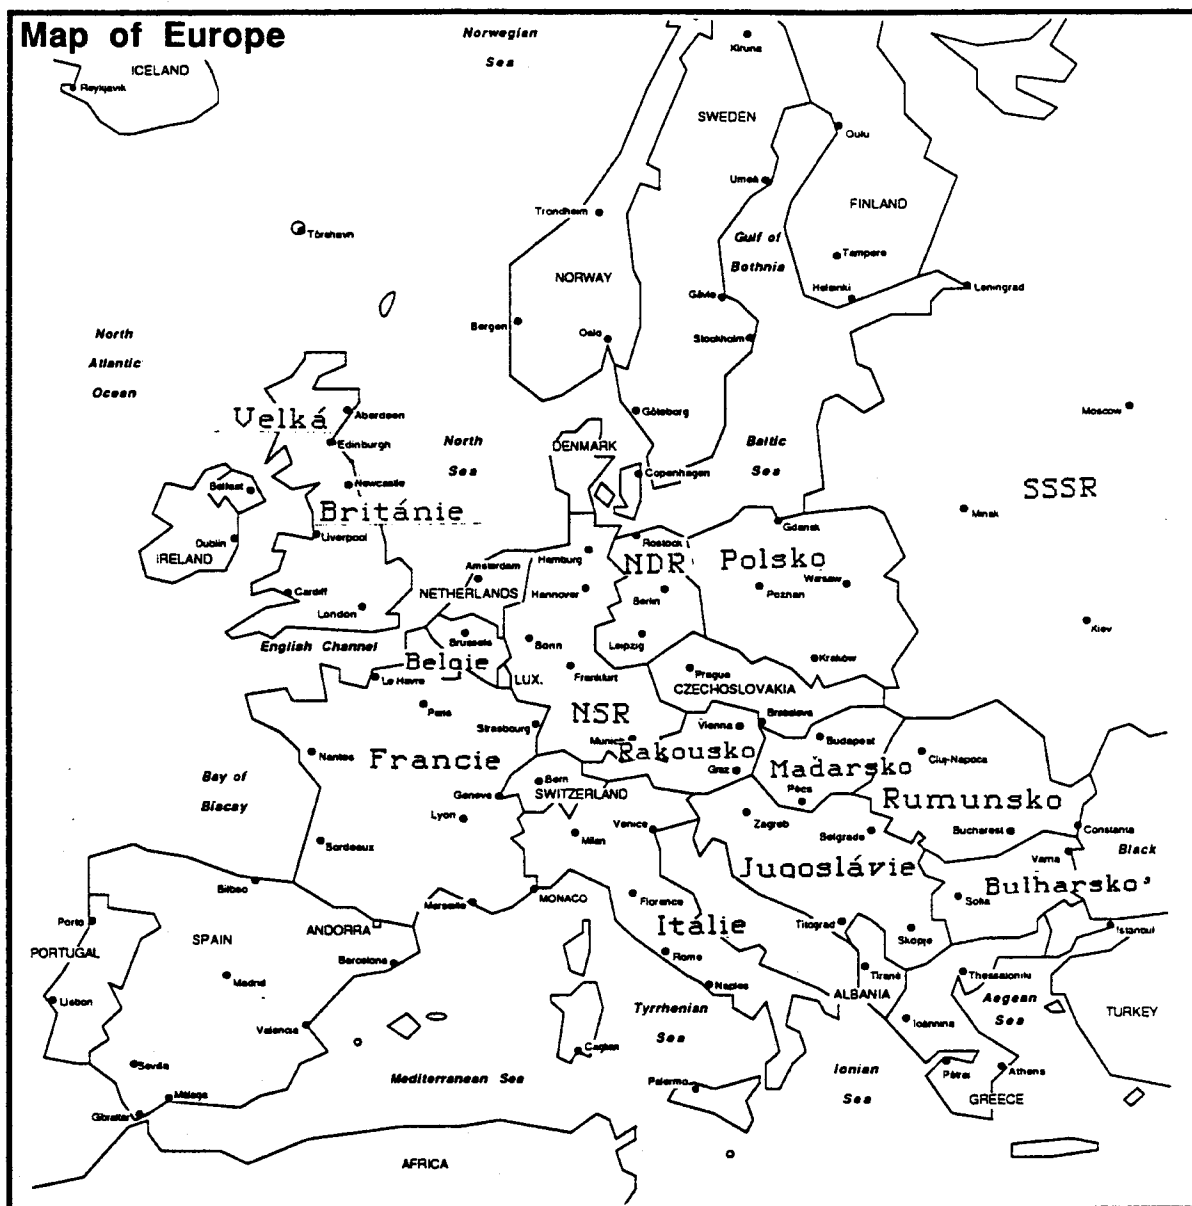 Map of Europe
Norwegian
Sea
Kiruna
ICELAND
Reykjavik
SWEDEN
Oulu
Umeå
FINLAND
Trondheim
Tórshavn
Gulf of
Bothnia
Tampere
NORWAY
Helsinki
Leningrad
Gävle
Bergen
Oslo
Stockholm
North
Atlantic
Ocean
Velká
Aberdeen
Göteborg
Moscow
Edinburgh
North
Sea
DENMARK
Baltic
Sea
Copenhagen
Belfast
Newcastle
SSSR
Británie
Minsk
Gdansk
Dublin
IRELAND
Liverpool
Rostock
Hamburg
NDR
Polsko
Amsterdam
NETHERLANDS
Hannover
Berlin
Poznan
Warsaw
Cardiff
London
Kiev
English Channel
Brussels
Bonn
Leipzig
Belgie
Kraków
Le Havre
LUX.
Frankfurt
Prague
CZECHOSLOVAKIA
Paris
NSR
Strasbourg
Vienna
Bratislava
Munich
Rakousko
Budapest
Nantes
Francie
Graz
Maďarsko
Cluj-Napoca
Bay of
Biscay
Bern
SWITZERLAND
Geneva
Pécs
Rumunsko
Lyon
Venice
Zagreb
Belgrade
Bucharest
Constanta
Milan
Bordeaux
Black
Varna
Jugoslávie
Bilbao
Bulharsko'
Marseille
MONACO
Florence
Sofia
Porto
ANDORRA
Itálie
Titograd
Skopje
Istanbul
PORTUGAL
SPAIN
Barcelona
Rome
Tiranë
Thessaloniki
Madrid
Naples
ALBANIA
Aegean
Sea
Lisbon
Tyrrhenian
Sea
Ioánnina
TURKEY
Valencia
Cagliari
Sevilla
Mediterranean Sea
Ionian
Sea
Pátrai
Athens
Palermo
GREECE
Málaga
Gibraltar
AFRICA